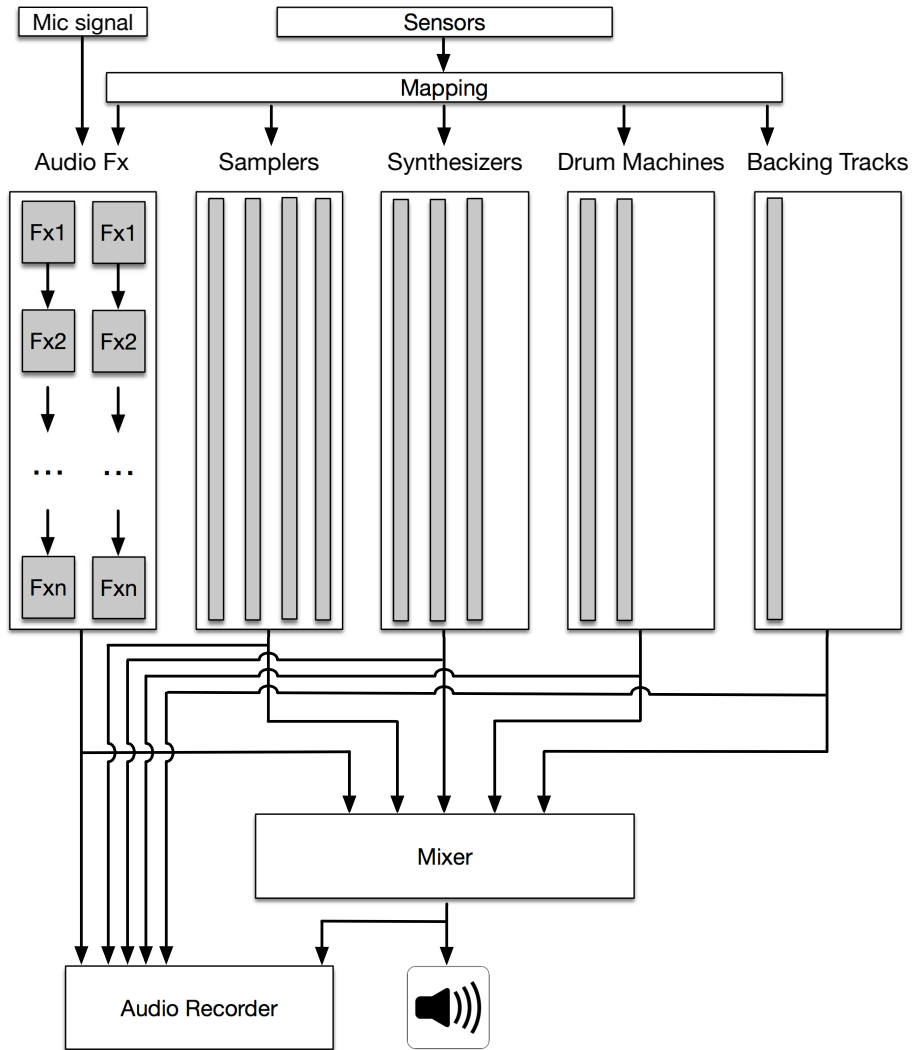 Mic signal
Sensors
Mapping
Audio Fx
Samplers
Synthesizers
Drum Machines
Backing Tracks
Fx1
Fx1
Fx2
Fx2
...
...
Fxn
Fxn
Mixer
Audio Recorder